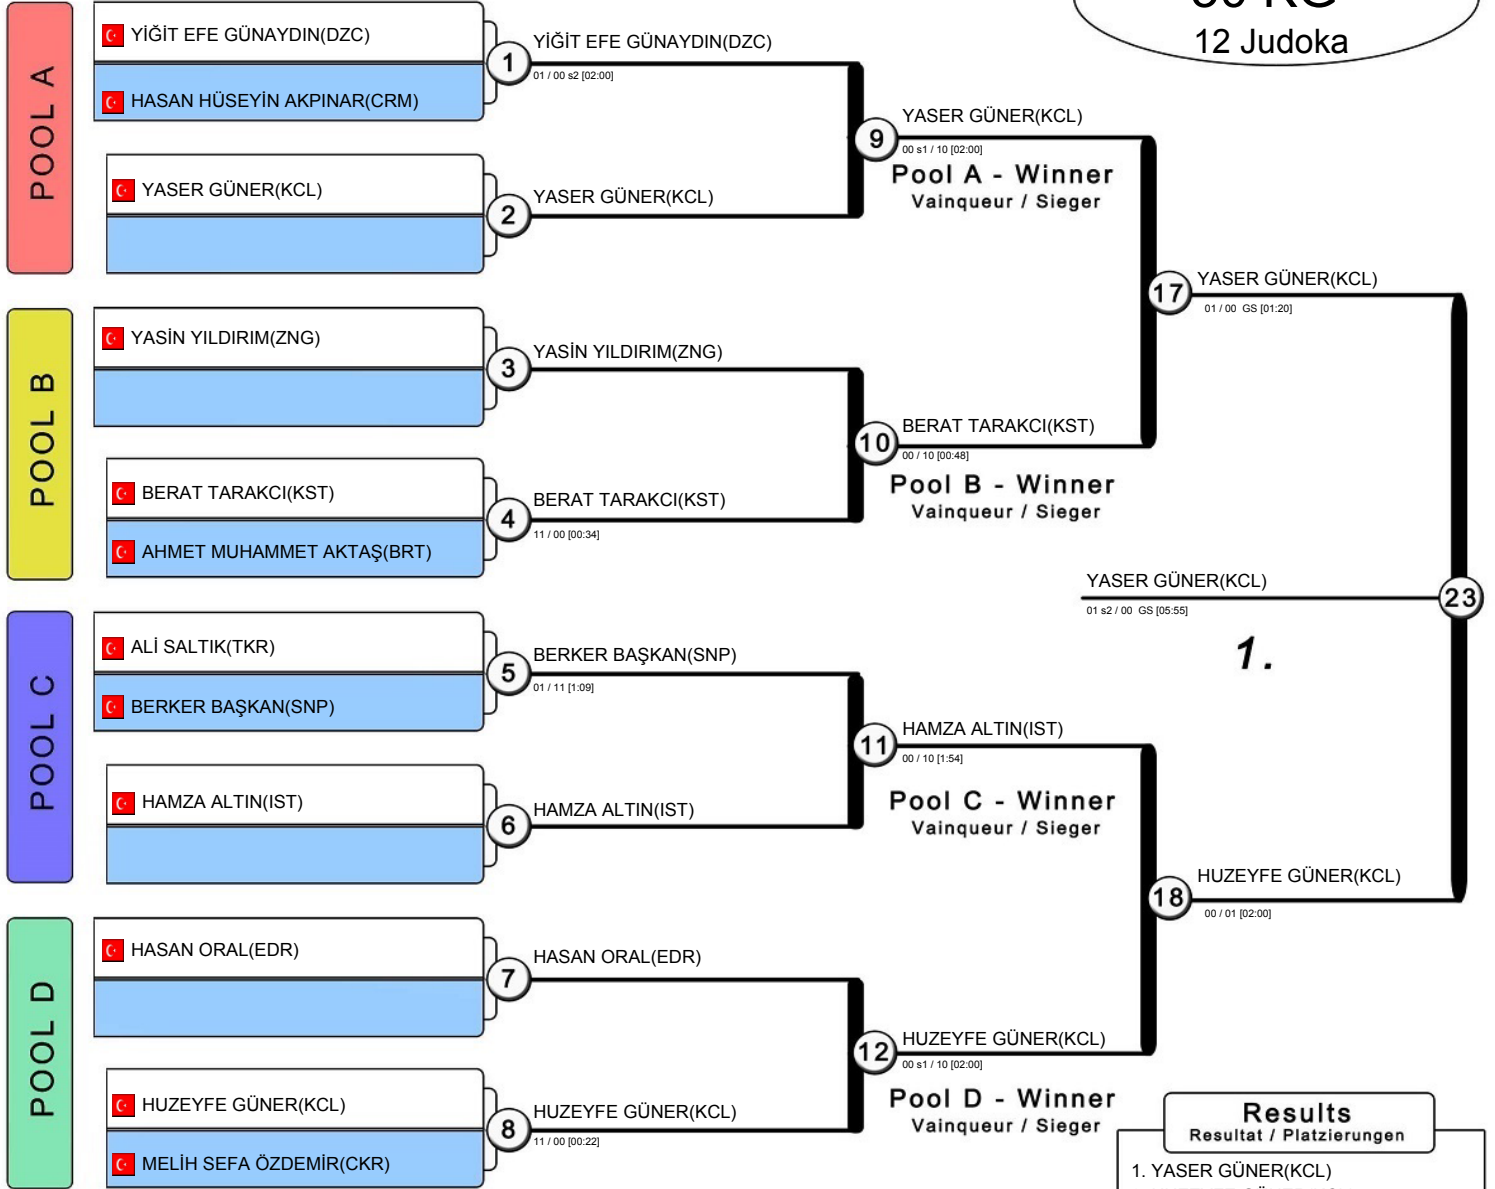 12 Judoka
POOL A
YİĞİT EFE GÜNAYDIN(DZC)
HASAN HÜSEYİN AKPINAR(CRM)
1
YİĞİT EFE GÜNAYDIN(DZC)
01 / 00 s2 [02:00]
YASER GÜNER(KCL)
2
YASER GÜNER(KCL)
9
YASER GÜNER(KCL)
00 s1 / 10 [02:00]
Pool A - Winner
Vainqueur / Sieger
POOL B
YASİN YILDIRIM(ZNG)
3
YASİN YILDIRIM(ZNG)
BERAT TARAKCI(KST)
AHMET MUHAMMET AKTAŞ(BRT)
4
BERAT TARAKCI(KST)
11 / 00 [00:34]
10
BERAT TARAKCI(KST)
00 / 10 [00:48]
Pool B - Winner
Vainqueur / Sieger
17
YASER GÜNER(KCL)
01 / 00 GS [01:20]
POOL C
ALİ SALTIK(TKR)
BERKER BAŞKAN(SNP)
5
BERKER BAŞKAN(SNP)
01 / 11 [1:09]
HAMZA ALTIN(IST)
6
HAMZA ALTIN(IST)
11
HAMZA ALTIN(IST)
00 / 10 [1:54]
Pool C - Winner
Vainqueur / Sieger
POOL D
HASAN ORAL(EDR)
7
HASAN ORAL(EDR)
HUZEYFE GÜNER(KCL)
MELİH SEFA ÖZDEMİR(CKR)
8
HUZEYFE GÜNER(KCL)
11 / 00 [00:22]
12
HUZEYFE GÜNER(KCL)
00 s1 / 10 [02:00]
Pool D - Winner
Vainqueur / Sieger
18
HUZEYFE GÜNER(KCL)
00 / 01 [02:00]
23
YASER GÜNER(KCL)
01 s2 / 00 GS [05:55]
1.
Results
Resultat / Platzierungen
1. YASER GÜNER(KCL)